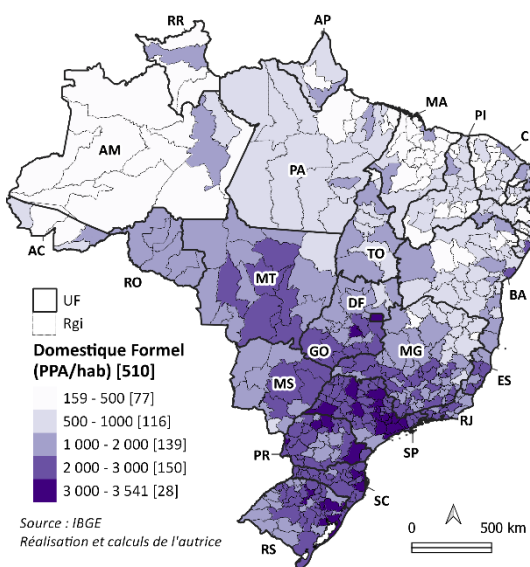 RR
AP
MA
PI
C
AM
PA
AC
RO
MT
TO
DF
BA
GO
MG
MS
ES
RJ
SP
PR
SC
RS
UF
Rgi
Domestique Formel
(PPA/hab) [510]
159 - 500 [77]
500 - 1000 [116]
1 000 - 2 000 [139]
2 000 - 3 000 [150]
3 000 - 3 541 [28]
Source : IBGE
Réalisation et calculs de l'autrice
0 500 km